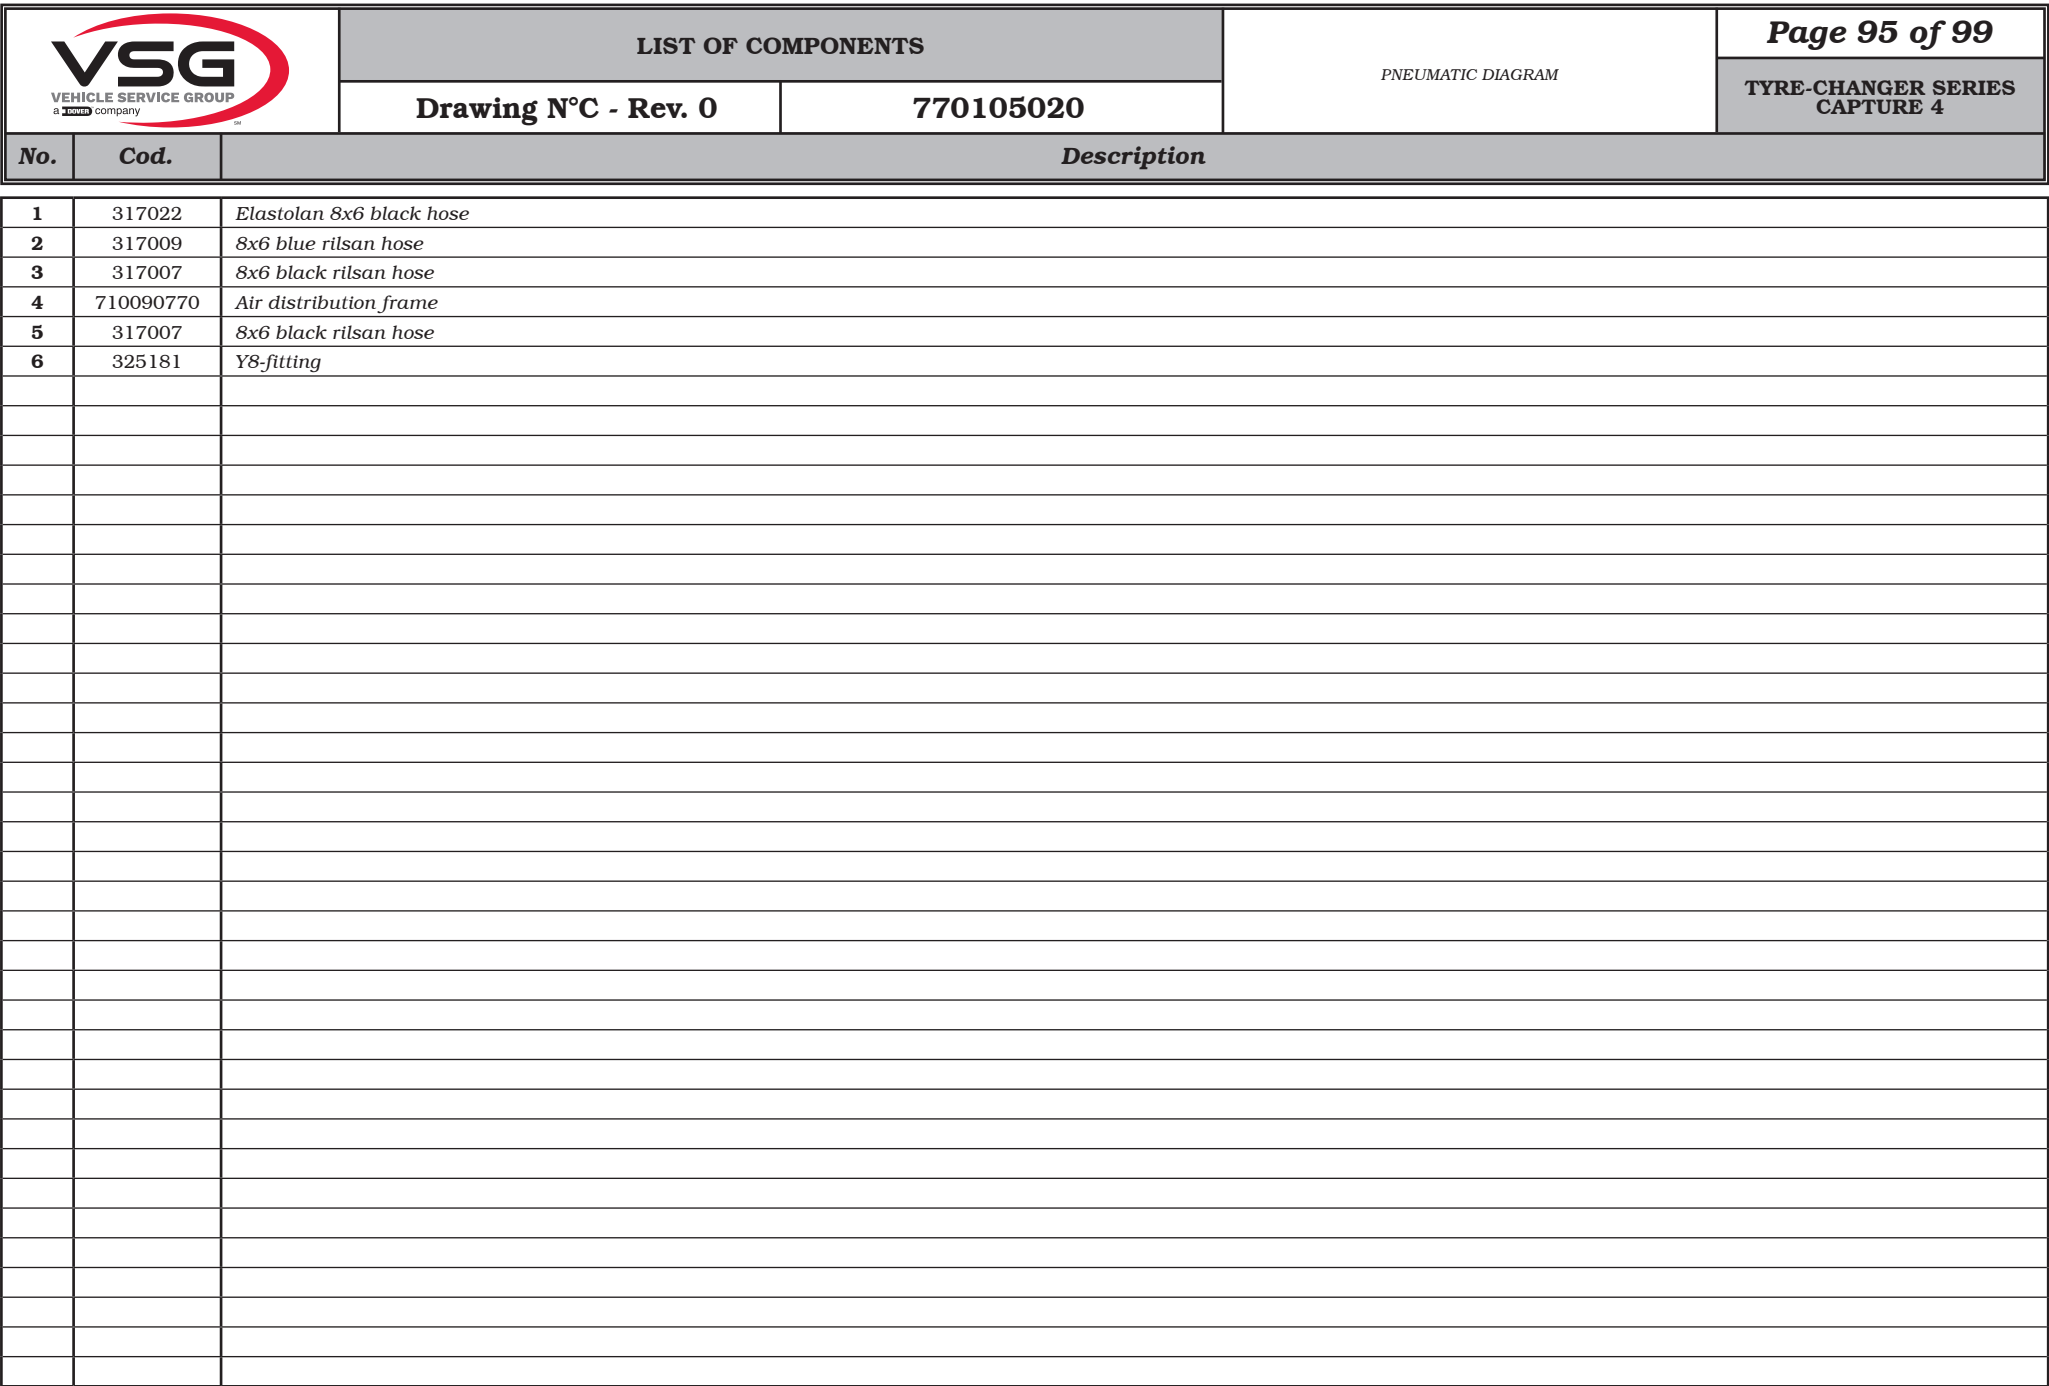 VSG
VEHICLE SERVICE GROUP
a DOVER company
SM
LIST OF COMPONENTS
Drawing N°C - Rev. 0
770105020
PNEUMATIC DIAGRAM
Page 95 of 99
TYRE-CHANGER SERIES
CAPTURE 4
No. Cod. Description
1 317022 Elastolan 8x6 black hose
2 317009 8x6 blue rilsan hose
3 317007 8x6 black rilsan hose
4 710090770 Air distribution frame
5 317007 8x6 black rilsan hose
6 325181 Y8-fitting